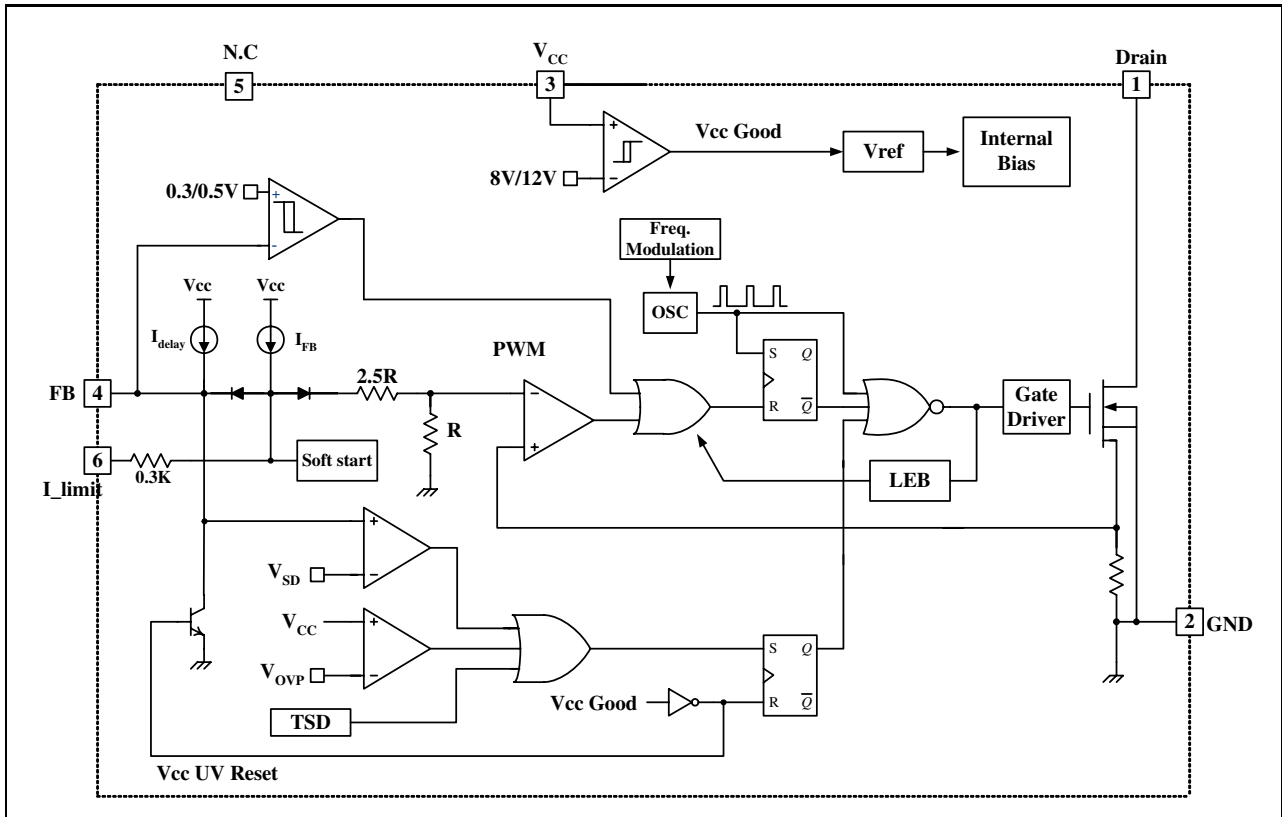 N.C
5
V_CC
3
Drain
1
Vcc Good
Vref
Internal
Bias
8V/12V
+
−
0.3/0.5V
+
-
Freq.
Modulation
OSC
Vcc
Vcc
I_delay
I_FB
PWM
S
Q
R
Q̅
FB
4
2.5R
R
−
+
Gate
Driver
6
I_limit
0.3K
Soft start
LEB
V_SD
+
−
V_CC
V_OVP
+
−
2
GND
S
Q
R
Q̅
Vcc Good
TSD
Vcc UV Reset